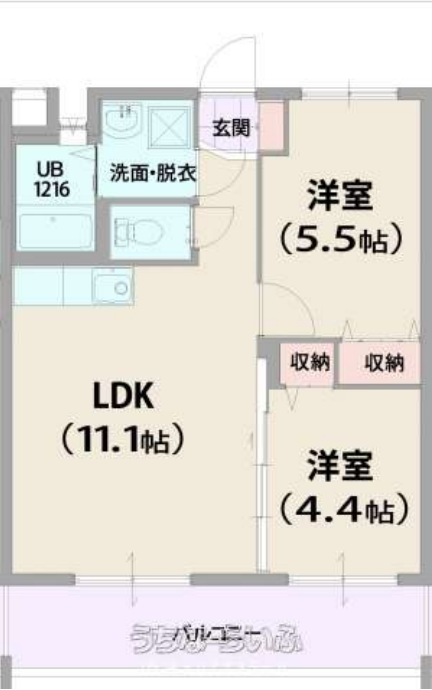 玄関
UB
1216
洗面・脱衣
洋室
(5.5帖)
収納
収納
LDK
(11.1帖)
洋室
(4.4帖)
バルコニー
うちなーらいふ